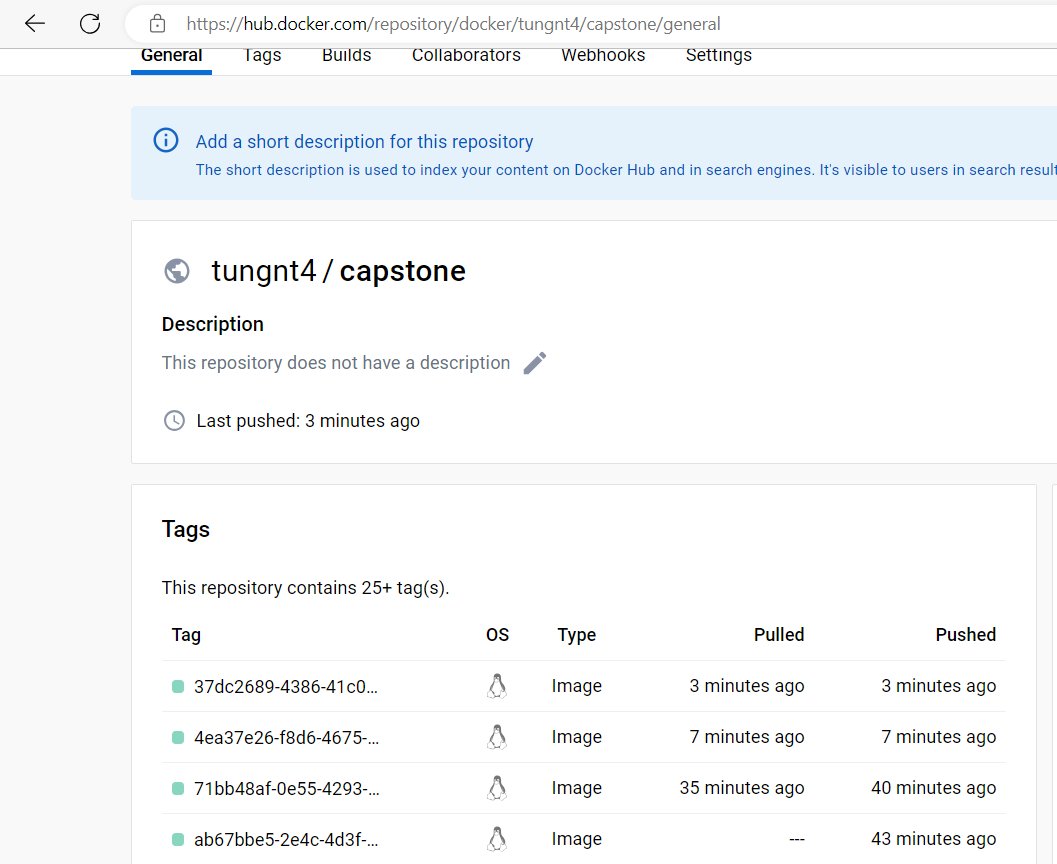 https://hub.docker.com/repository/docker/tungnt4/capstone/general
General Tags Builds Collaborators Webhooks Settings
Add a short description for this repository
The short description is used to index your content on Docker Hub and in search engines. It's visible to users in search result
tungnt4 / capstone
Description
This repository does not have a description
Last pushed: 3 minutes ago
Tags
This repository contains 25+ tag(s).
Tag OS Type Pulled Pushed
37dc2689-4386-41c0... Image 3 minutes ago 3 minutes ago
4ea37e26-f8d6-4675-... Image 7 minutes ago 7 minutes ago
71bb48af-0e55-4293-... Image 35 minutes ago 40 minutes ago
ab67bbe5-2e4c-4d3f-... Image --- 43 minutes ago